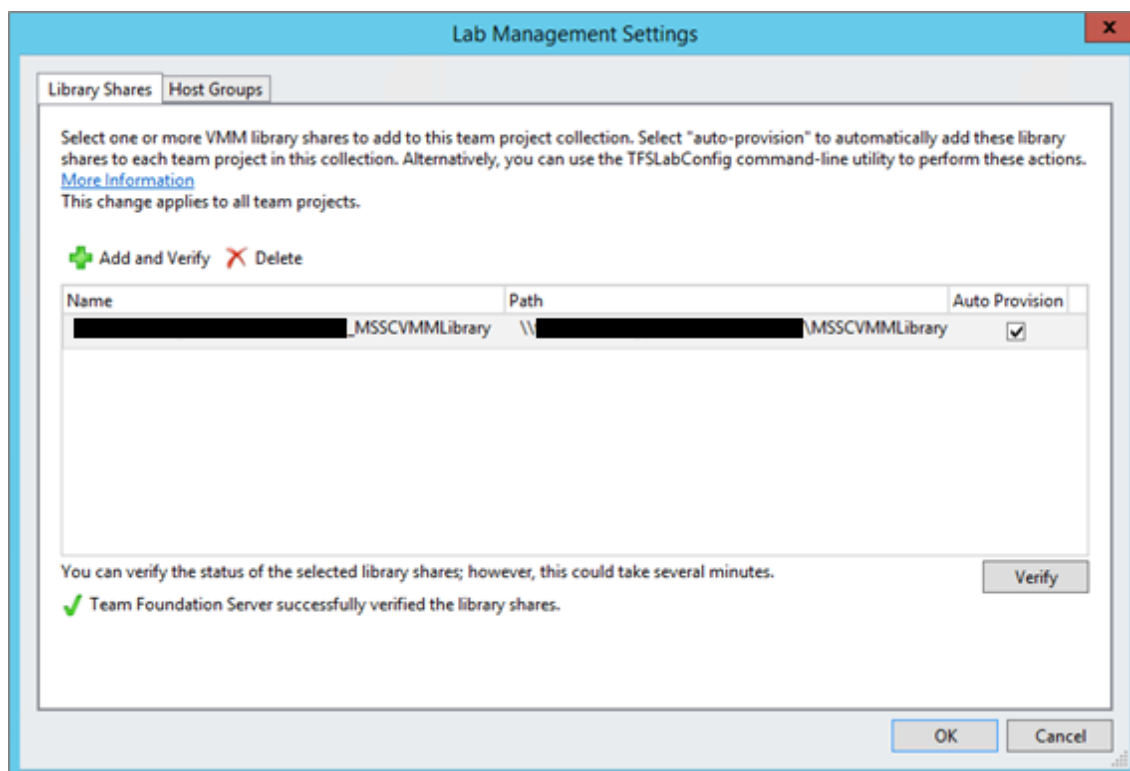 Lab Management Settings
x
Library Shares Host Groups
Select one or more VMM library shares to add to this team project collection. Select "auto-provision" to automatically add these library
shares to each team project in this collection. Alternatively, you can use the TFSLabConfig command-line utility to perform these actions.
More Information
This change applies to all team projects.
Add and Verify Delete
Name Path Auto Provision
_MSSCVMMLibrary \\ \MSSCVMMLibrary
You can verify the status of the selected library shares; however, this could take several minutes.
Verify
Team Foundation Server successfully verified the library shares.
OK Cancel